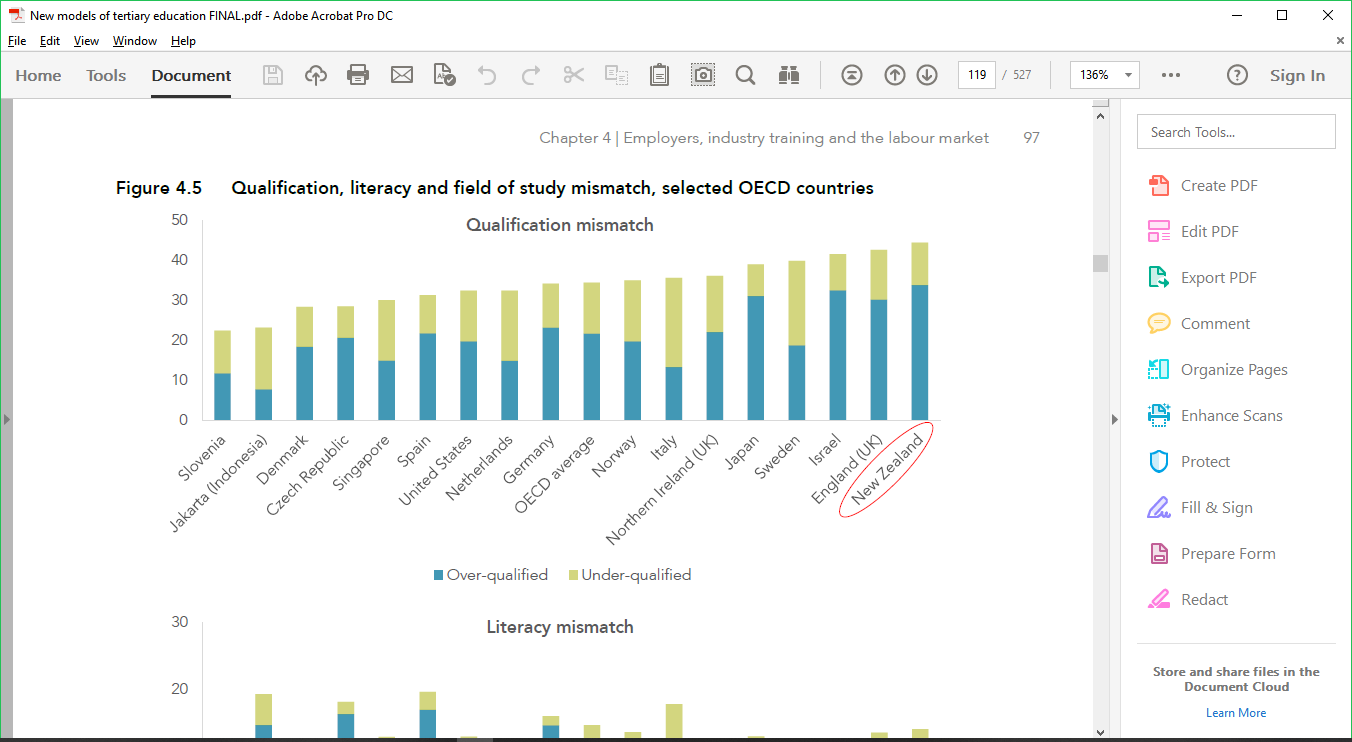 New models of tertiary education FINAL.pdf - Adobe Acrobat Pro DC
File Edit View Window Help
Home Tools Document 119 / 527 136% Sign In
Chapter 4 | Employers, industry training and the labour market 97
Figure 4.5 Qualification, literacy and field of study mismatch, selected OECD countries
Qualification mismatch
50
40
30
20
10
0
Slovenia
Jakarta (Indonesia)
Denmark
Czech Republic
Singapore
Spain
United States
Netherlands
Germany
OECD average
Norway
Italy
Northern Ireland (UK)
Japan
Sweden
Israel
England (UK)
New Zealand
Over-qualified Under-qualified
Literacy mismatch
30
20
Search Tools...
Create PDF
Edit PDF
Export PDF
Comment
Organize Pages
Enhance Scans
Protect
Fill & Sign
Prepare Form
Redact
Store and share files in the
Document Cloud
Learn More